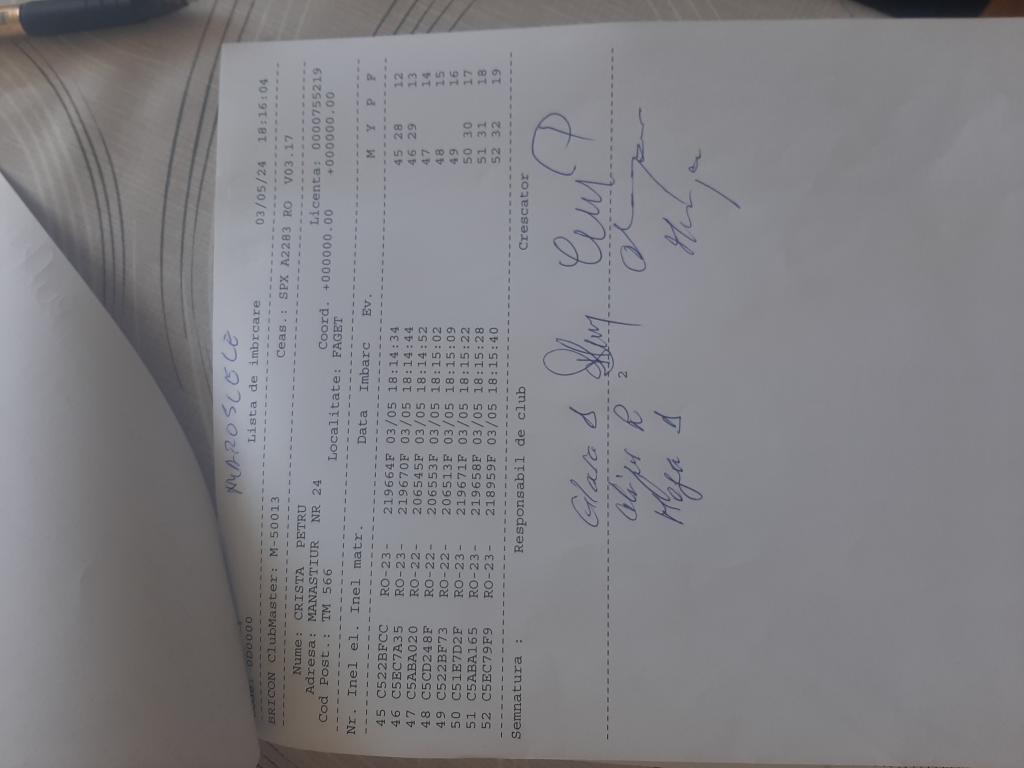 MAROSLELE
Lista de imbrcare 03/05/24 18:16:04
BRICON ClubMaster: M-50013 Ceas.: SPX A2283 RO V03.17
Nume: CRISTA PETRU Licenta: 0000755219
Adresa: MANASTIUR NR 24 Coord. +000000.00 +000000.00
Cod Post.: TM 566 Localitate: FAGET
Nr. Inel el. Inel matr. Data Imbarc Ev. M Y P F
45 C522BFCC RO-23- 219664F 03/05 18:14:34 45 28 12
46 C5EC7A35 RO-23- 219670F 03/05 18:14:44 46 29 13
47 C5ABA020 RO-22- 206545F 03/05 18:14:52 47 14
48 C5CD248F RO-22- 206553F 03/05 18:15:02 48 15
49 C522BF73 RO-22- 206513F 03/05 18:15:09 49 16
50 C51E7D2F RO-23- 219671F 03/05 18:15:22 50 30 17
51 C5ABA165 RO-23- 219658F 03/05 18:15:28 51 31 18
52 C5EC79F9 RO-23- 218959F 03/05 18:15:40 52 32 19
Semnatura : Responsabil de club Crescator
2